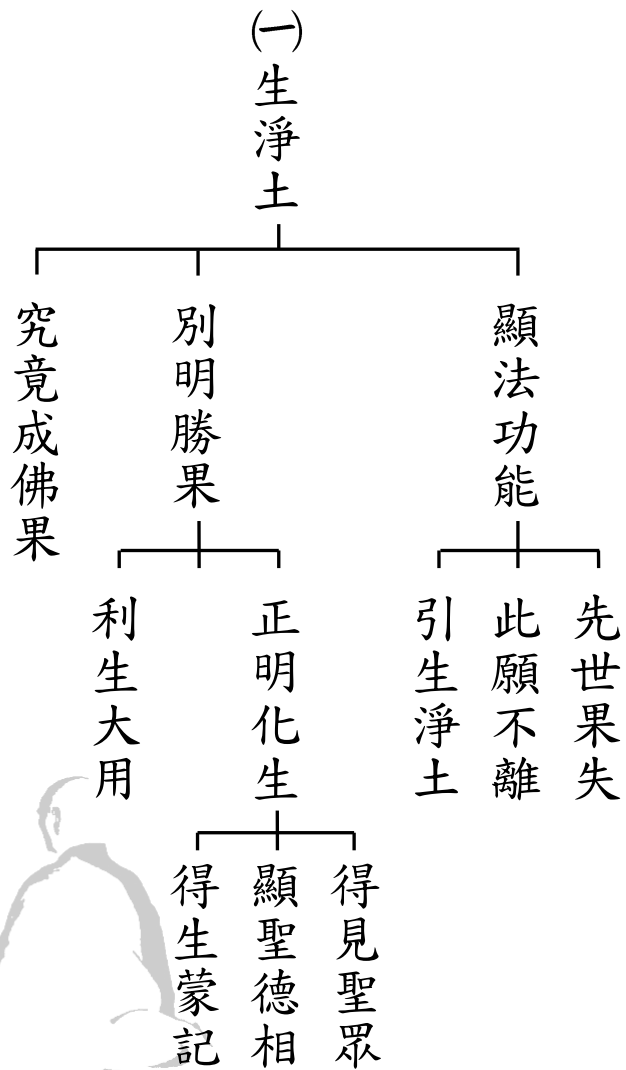 ㈠生淨土
顯法功能
先世果失
此願不離
引生淨土
別明勝果
正明化生
得見聖眾
顯聖德相
得生蒙記
利生大用
究竟成佛果